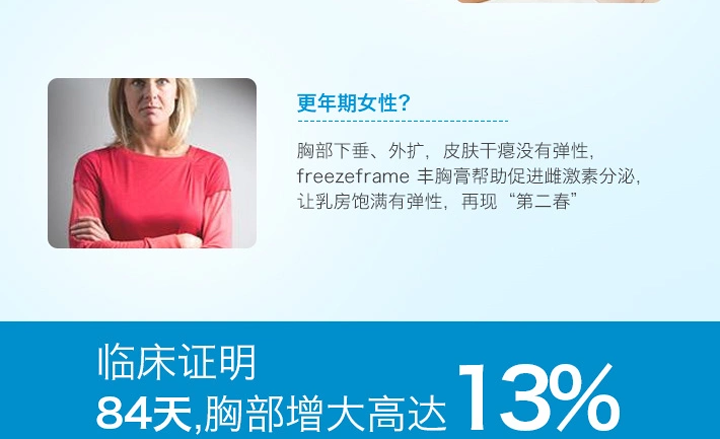 更年期女性？
胸部下垂、外扩，皮肤干瘪没有弹性，
freezeframe 丰胸膏帮助促进雌激素分泌，
让乳房饱满有弹性，再现“第二春”
临床证明
84天,胸部增大高达13%